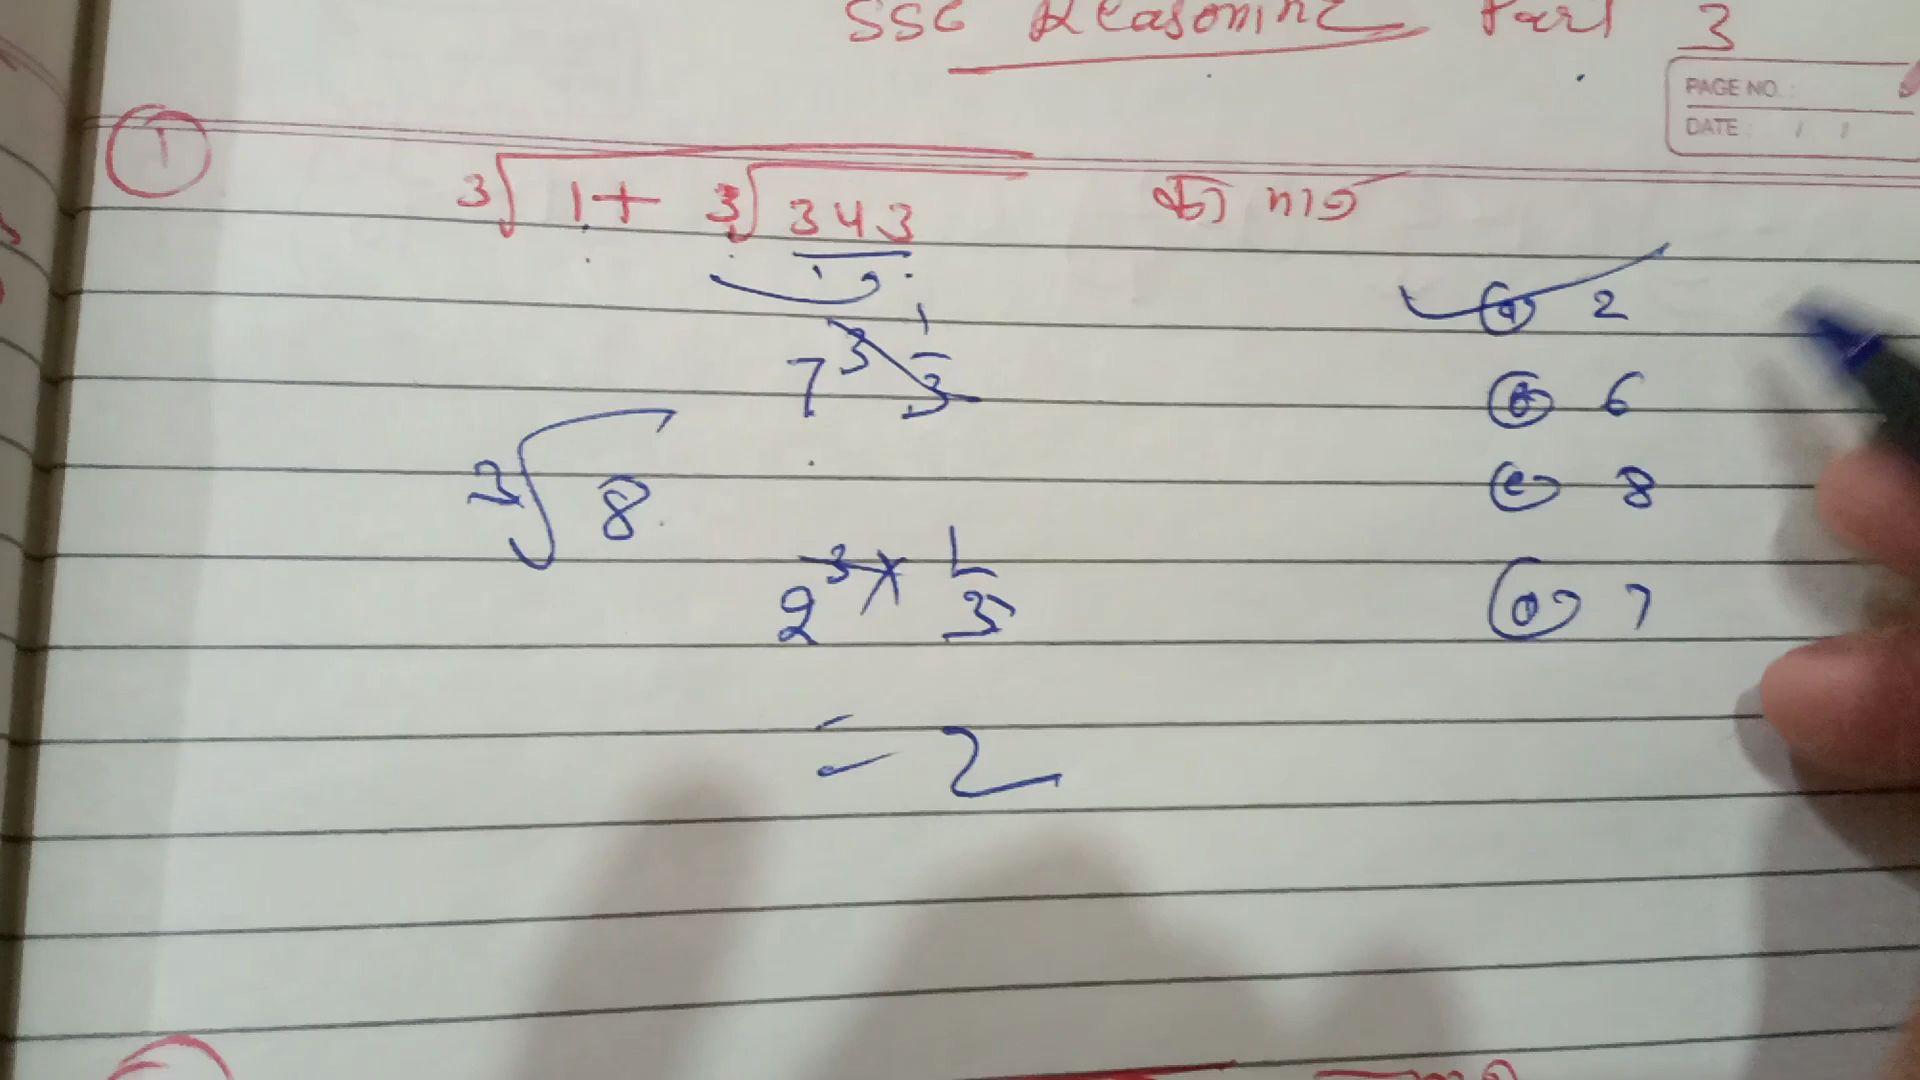 SSC Reasoning Part 3
PAGE NO. :
DATE : / /
1
3√ 1 + 3√ 343 का मान
7 3 1/3
(a) 2
(b) 6
3√ 8
(c) 8
2 3 × 1/3
(d) 7
= 2